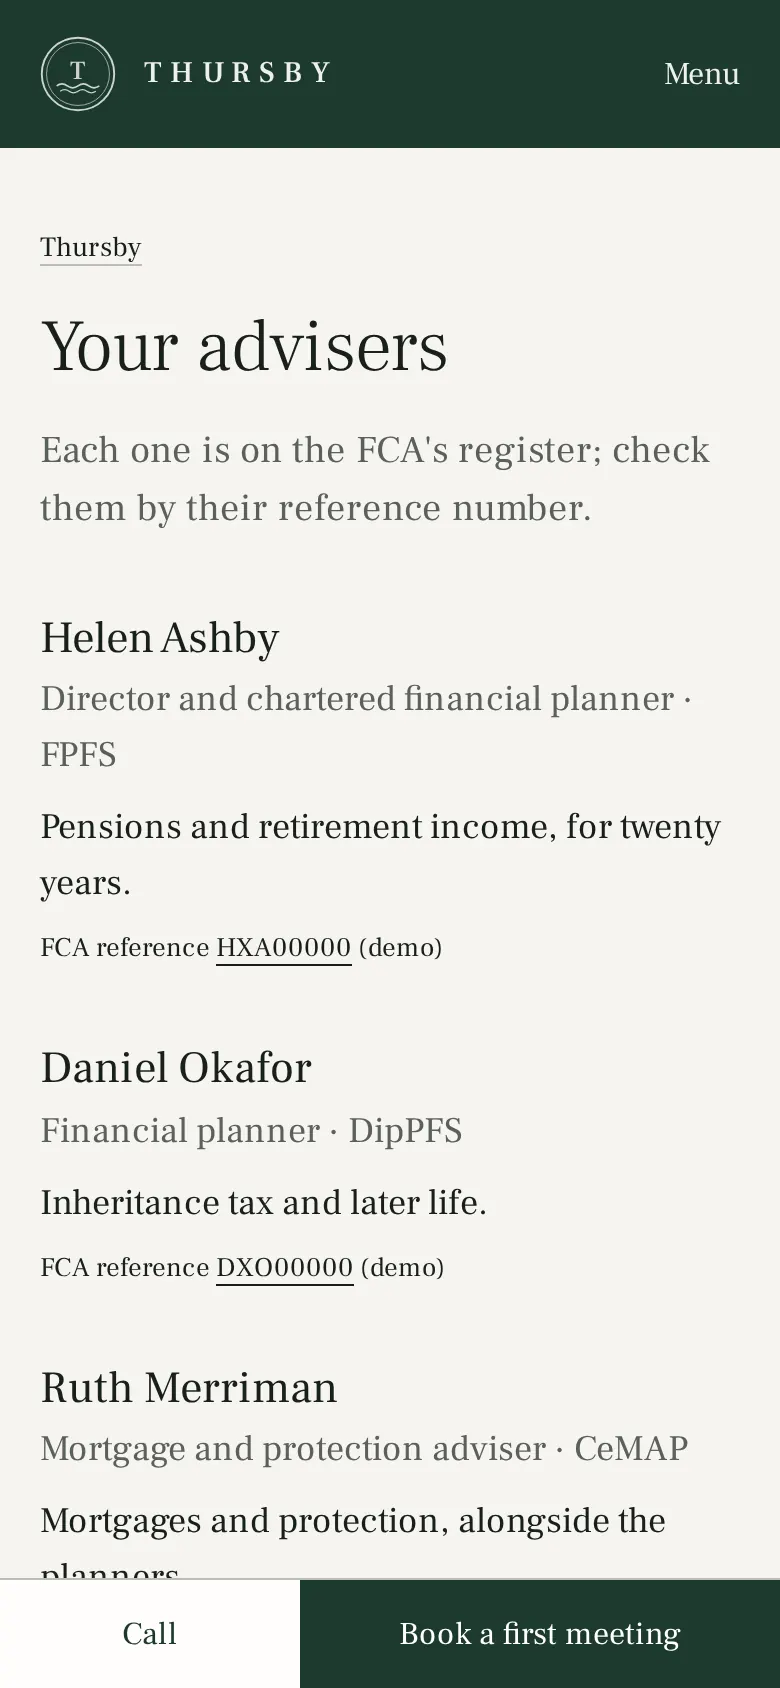 T
THURSBY
Menu
Thursby
Your advisers
Each one is on the FCA's register; check
them by their reference number.
Helen Ashby
Director and chartered financial planner ·
FPFS
Pensions and retirement income, for twenty
years.
FCA reference HXA00000 (demo)
Daniel Okafor
Financial planner · DipPFS
Inheritance tax and later life.
FCA reference DXO00000 (demo)
Ruth Merriman
Mortgage and protection adviser · CeMAP
Mortgages and protection, alongside the
planners
Call
Book a first meeting